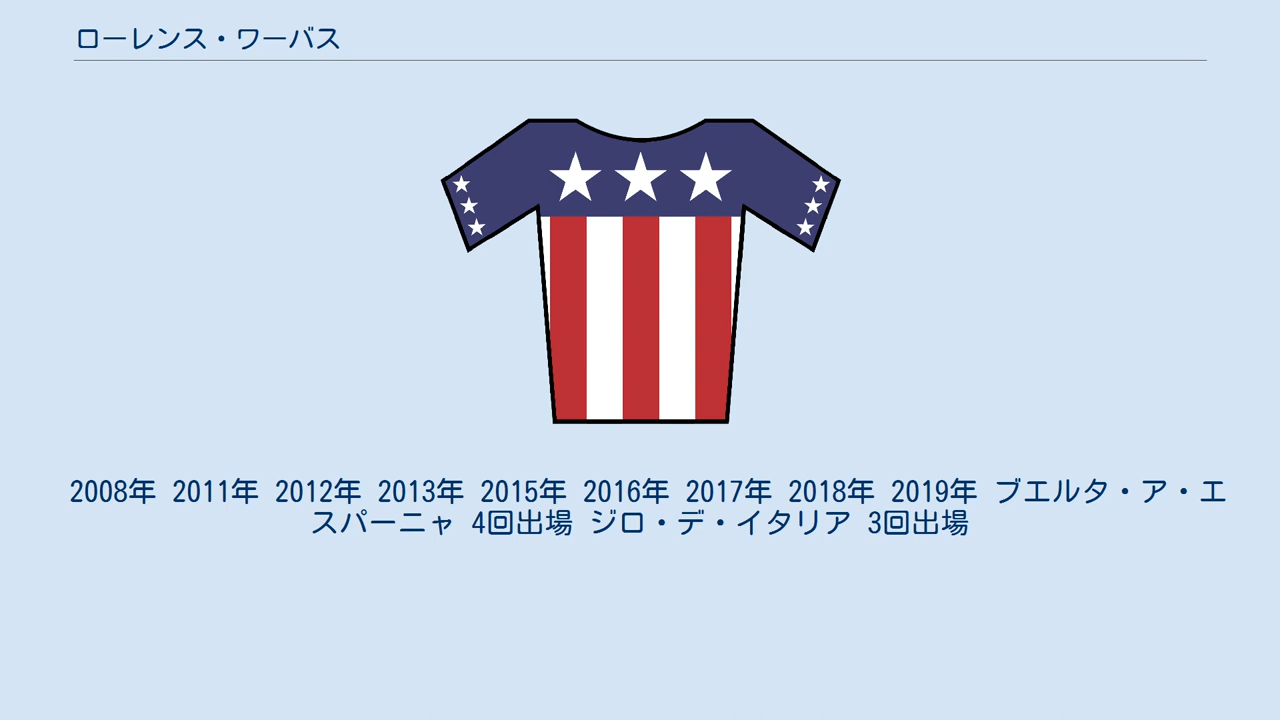 ローレンス・ワーバス
2008年 2011年 2012年 2013年 2015年 2016年 2017年 2018年 2019年 ブエルタ・ア・エ
スパーニャ 4回出場 ジロ・デ・イタリア 3回出場